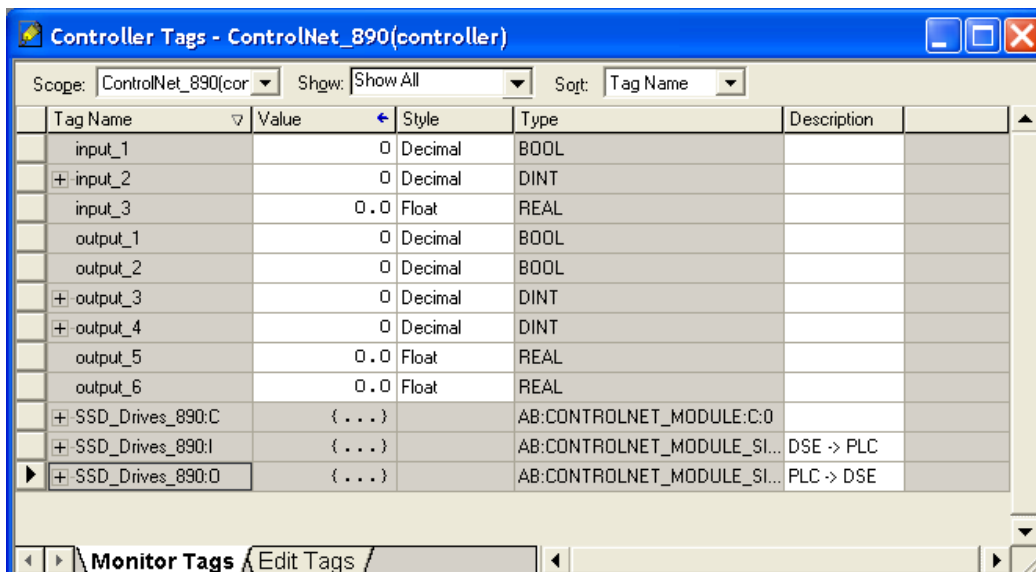 Controller Tags - ControlNet_890(controller)
Scope: ControlNet_890(cor Show: Show All Sort: Tag Name
Tag Name Value Style Type Description
input_1 0 Decimal BOOL
input_2 0 Decimal DINT
input_3 0.0 Float REAL
output_1 0 Decimal BOOL
output_2 0 Decimal BOOL
output_3 0 Decimal DINT
output_4 0 Decimal DINT
output_5 0.0 Float REAL
output_6 0.0 Float REAL
SSD_Drives_890:C {...} AB:CONTROLNET_MODULE:C:0
SSD_Drives_890:I {...} AB:CONTROLNET_MODULE_SI... DSE -> PLC
SSD_Drives_890:O {...} AB:CONTROLNET_MODULE_SI... PLC -> DSE
Monitor Tags Edit Tags